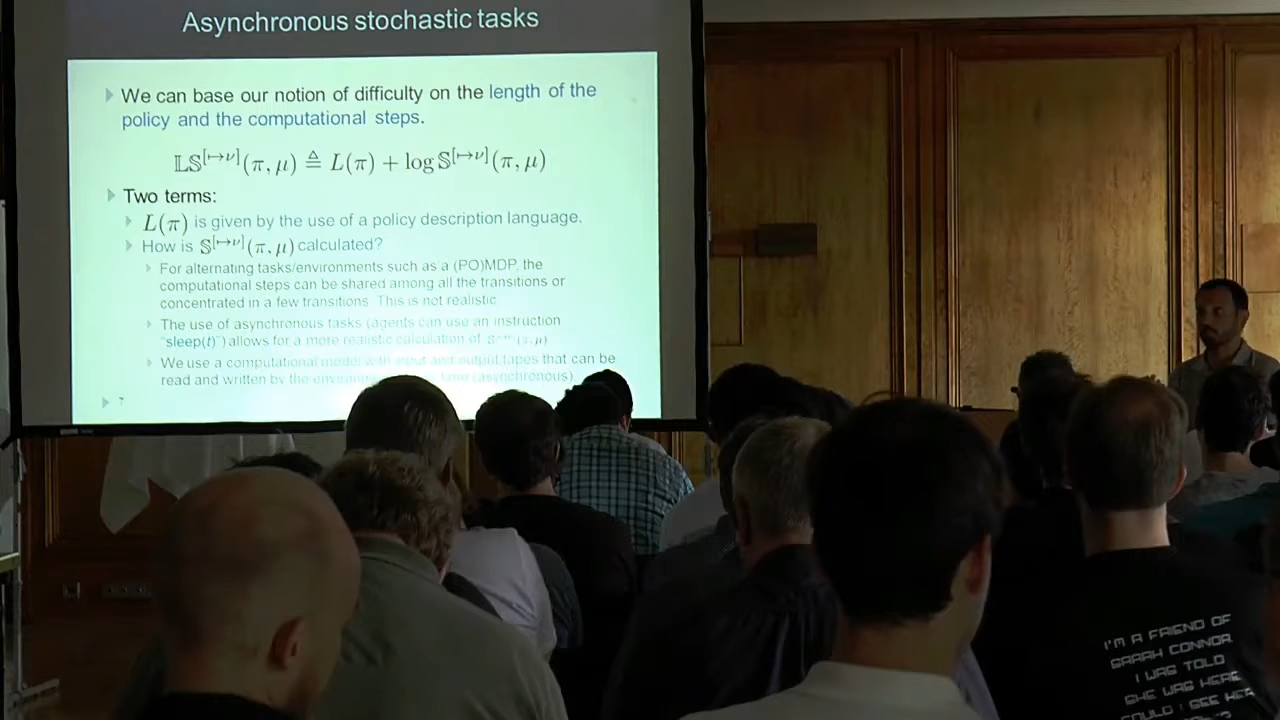 Asynchronous stochastic tasks
We can base our notion of difficulty on the length of the
policy and the computational steps.
𝕃𝕊^[↦ν](π, μ) ≜ L(π) + log 𝕊^[↦ν](π, μ)
Two terms:
L(π) is given by the use of a policy description language.
How is 𝕊^[↦ν](π, μ) calculated?
For alternating tasks/environments such as a (PO)MDP, the
computational steps can be shared among all the transitions or
concentrated in a few transitions. This is not realistic
The use of asynchronous tasks (agents can use an instruction
"sleep(t)") allows for a more realistic calculation of
We use a computational model with input and output tapes that can be
read and written by the (asynchronous)
I'M A FRIEND OF
SARAH CONNOR
I WAS TOLD
SHE WAS HERE
COULD I SEE HER